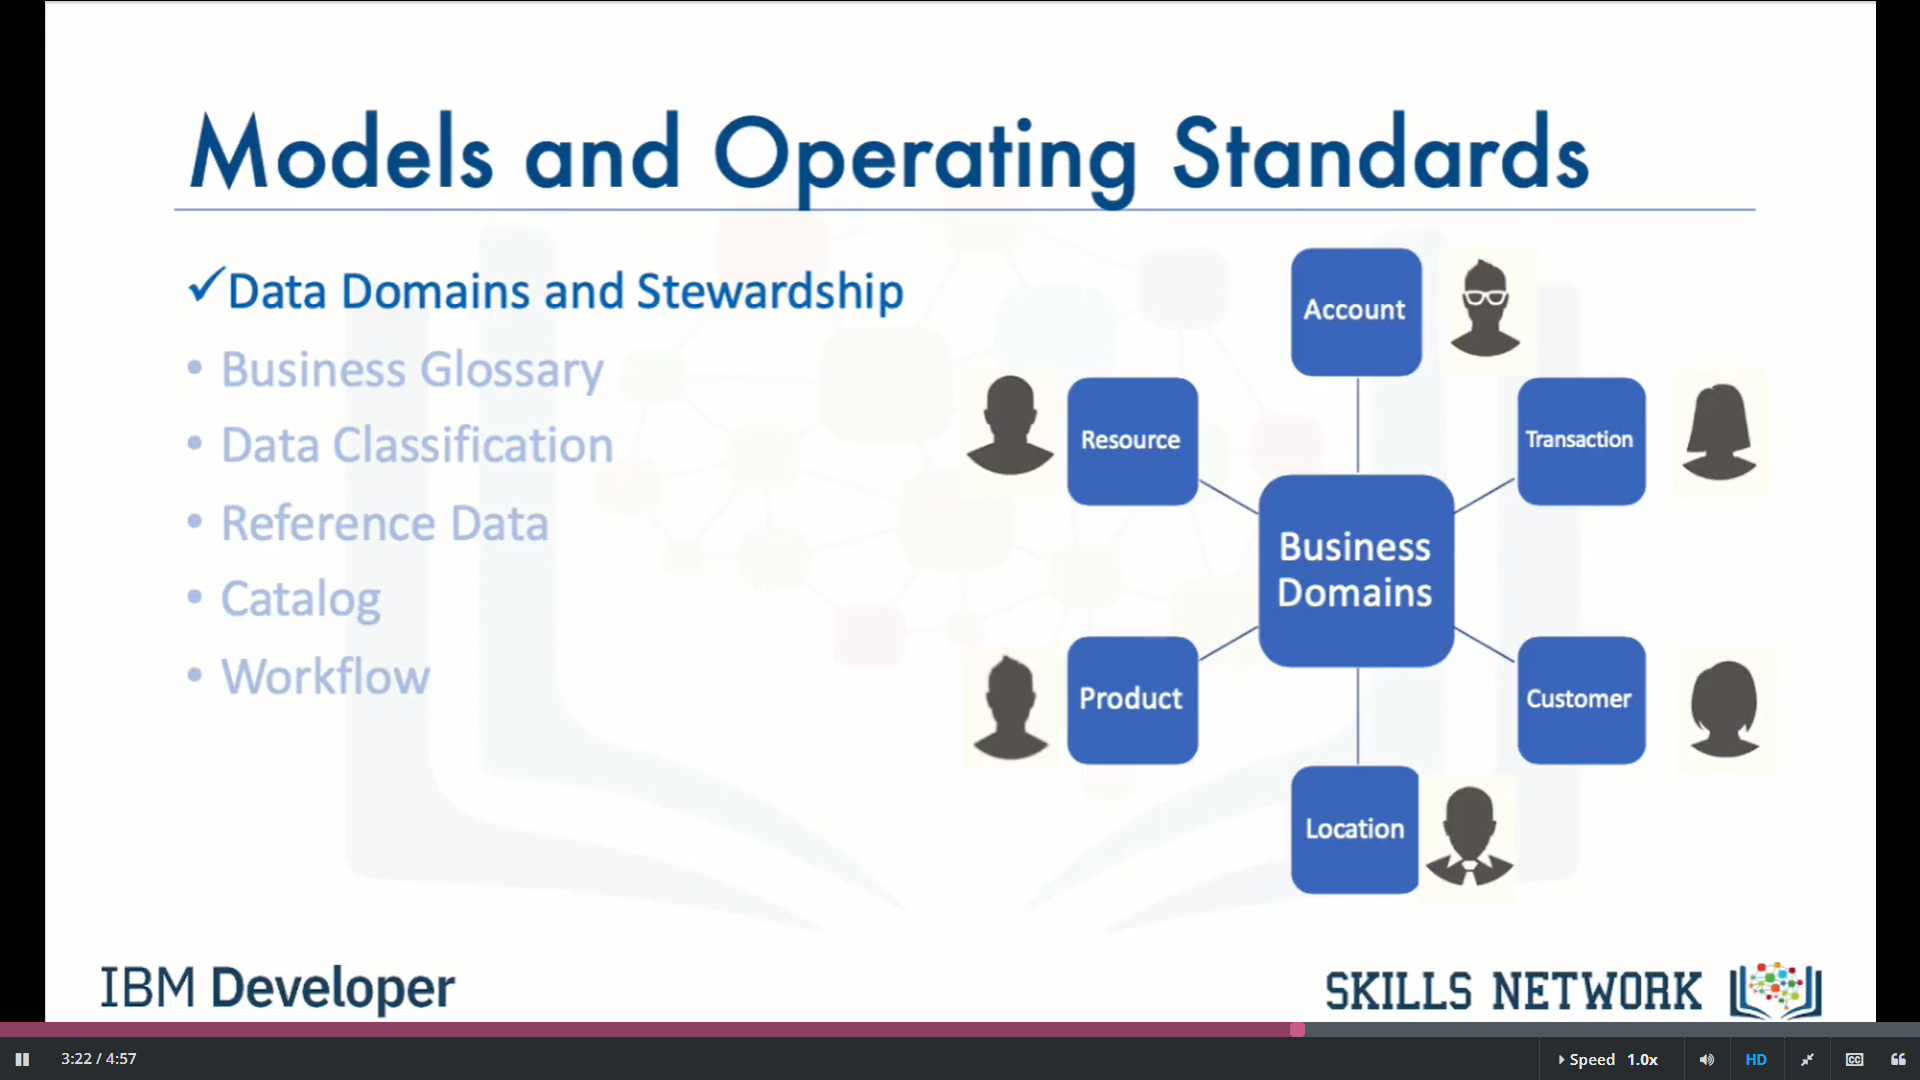 Models and Operating Standards
✓Data Domains and Stewardship
• Business Glossary
• Data Classification
• Reference Data
• Catalog
• Workflow
Account
Resource
Transaction
Business
Domains
Product
Customer
Location
IBM Developer
SKILLS NETWORK
3:22 / 4:57
Speed 1.0x
HD
CC